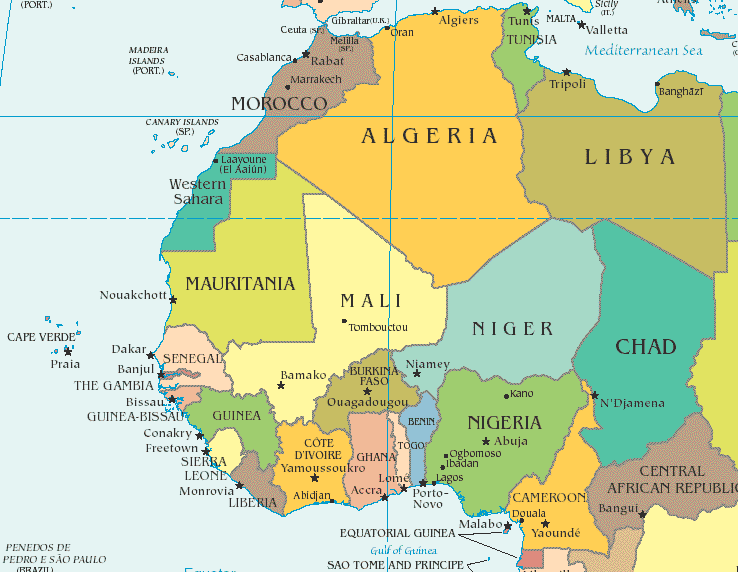 (PORT.)
Sicily
(IT.)
Gibraltar(U.K.)
Algiers
Tunis
MALTA
Valletta
Ceuta (SP.)
Oran
Melilla
(SP.)
TUNISIA
Mediterranean Sea
MADEIRA
ISLANDS
(PORT.)
Casablanca
Rabat
Marrakech
Tripoli
Banghāzī
MOROCCO
CANARY ISLANDS
(SP.)
ALGERIA
LIBYA
Laayoune
(El Aaiún)
Western
Sahara
MAURITANIA
Nouakchott
MALI
Tombouctou
NIGER
CHAD
CAPE VERDE
Praia
Dakar
SENEGAL
Banjul
THE GAMBIA
Bissau
GUINEA-BISSAU
Bamako
BURKINA
FASO
Ouagadougou
Niamey
Kano
N'Djamena
GUINEA
BENIN
NIGERIA
Abuja
Conakry
Freetown
SIERRA
LEONE
CÔTE
D'IVOIRE
Yamoussoukro
GHANA
TOGO
Ogbomoso
Ibadan
Lagos
Monrovia
LIBERIA
Abidjan
Accra
Lomé
Porto-
Novo
CENTRAL
AFRICAN REPUBLIC
Bangui
CAMEROON
Douala
Yaoundé
Malabo
EQUATORIAL GUINEA
Gulf of Guinea
SAO TOME AND PRINCIPE
PENEDOS DE
PEDRO E SÃO PAULO
(BRAZIL)
Equator